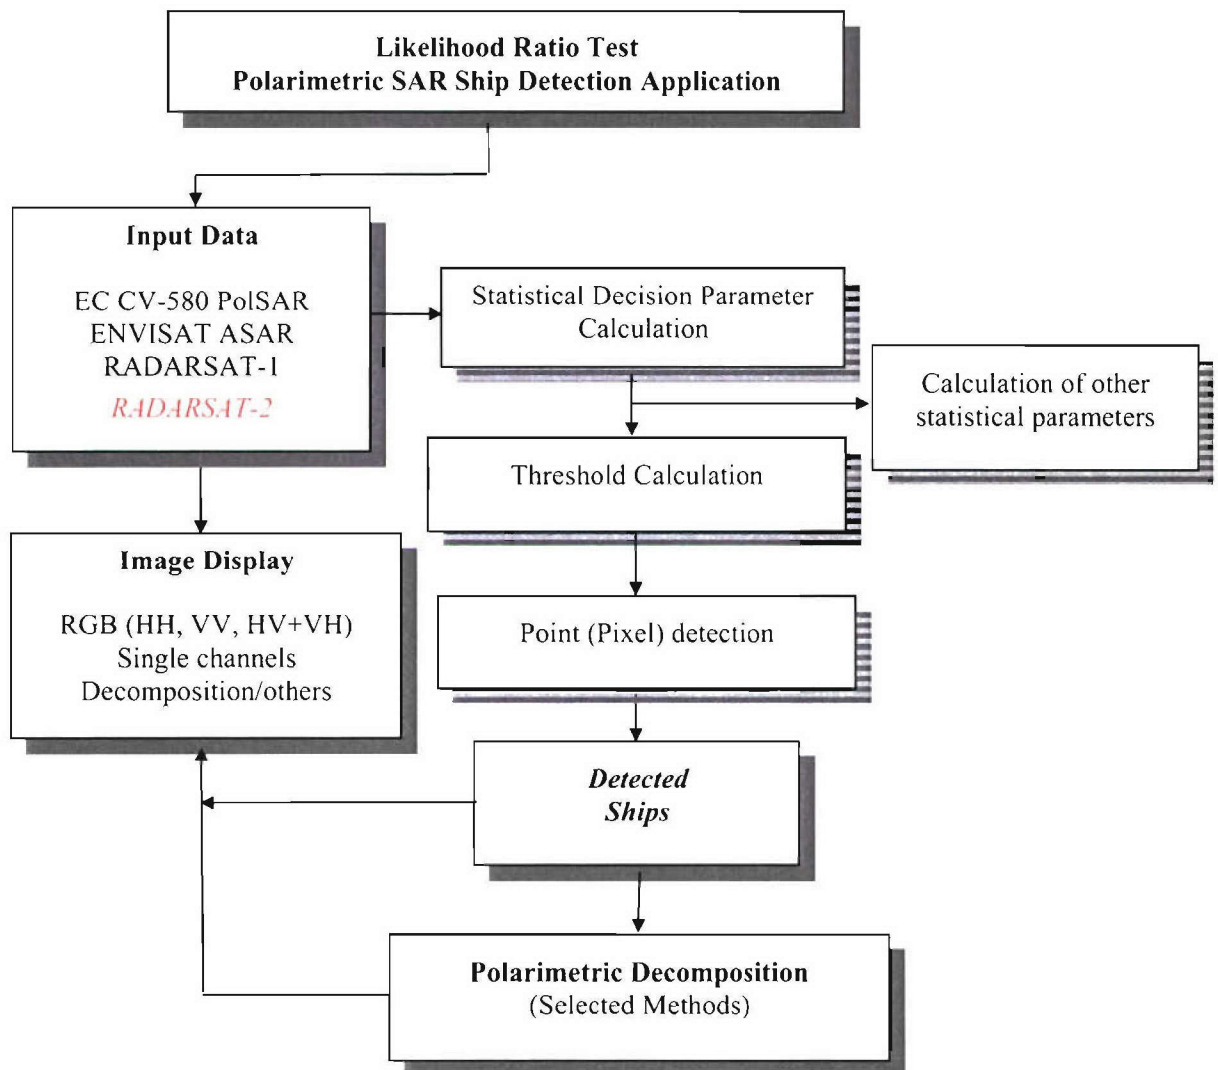 Likelihood Ratio Test
Polarimetric SAR Ship Detection Application
Input Data
EC CV-580 PolSAR
ENVISAT ASAR
RADARSAT-1
RADARSAT-2
Statistical Decision Parameter
Calculation
Calculation of other
statistical parameters
Threshold Calculation
Image Display
RGB (HH, VV, HV+VH)
Single channels
Decomposition/others
Point (Pixel) detection
Detected
Ships
Polarimetric Decomposition
(Selected Methods)